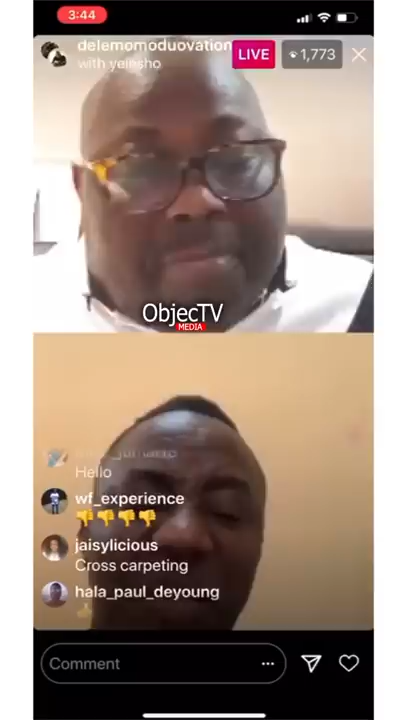 3:44
delemomoduovation
with yeiesho
LIVE
1,773
ObjecTV
MEDIA
Hello
wf_experience
👎👎👎👎
jaisylicious
Cross carpeting
hala_paul_deyoung
Comment